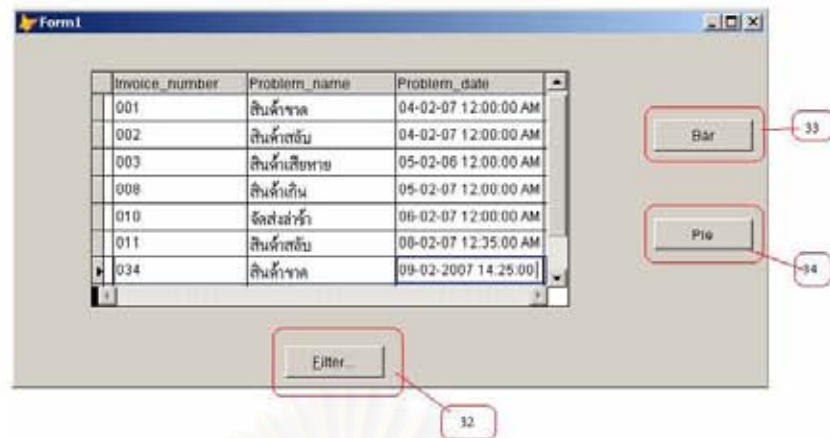 Form1
Invoice_number Problem_name Problem_date
001 สินค้าขาด 04-02-07 12:00:00 AM
002 สินค้าสลับ 04-02-07 12:00:00 AM
003 สินค้าเสียหาย 05-02-06 12:00:00 AM
008 สินค้าเกิน 05-02-07 12:00:00 AM
010 จัดส่งล่าช้า 06-02-07 12:00:00 AM
011 สินค้าสลับ 08-02-07 12:35:00 AM
034 สินค้าขาด 09-02-2007 14:25:00
Bar 33
Pie 34
Filter...
32